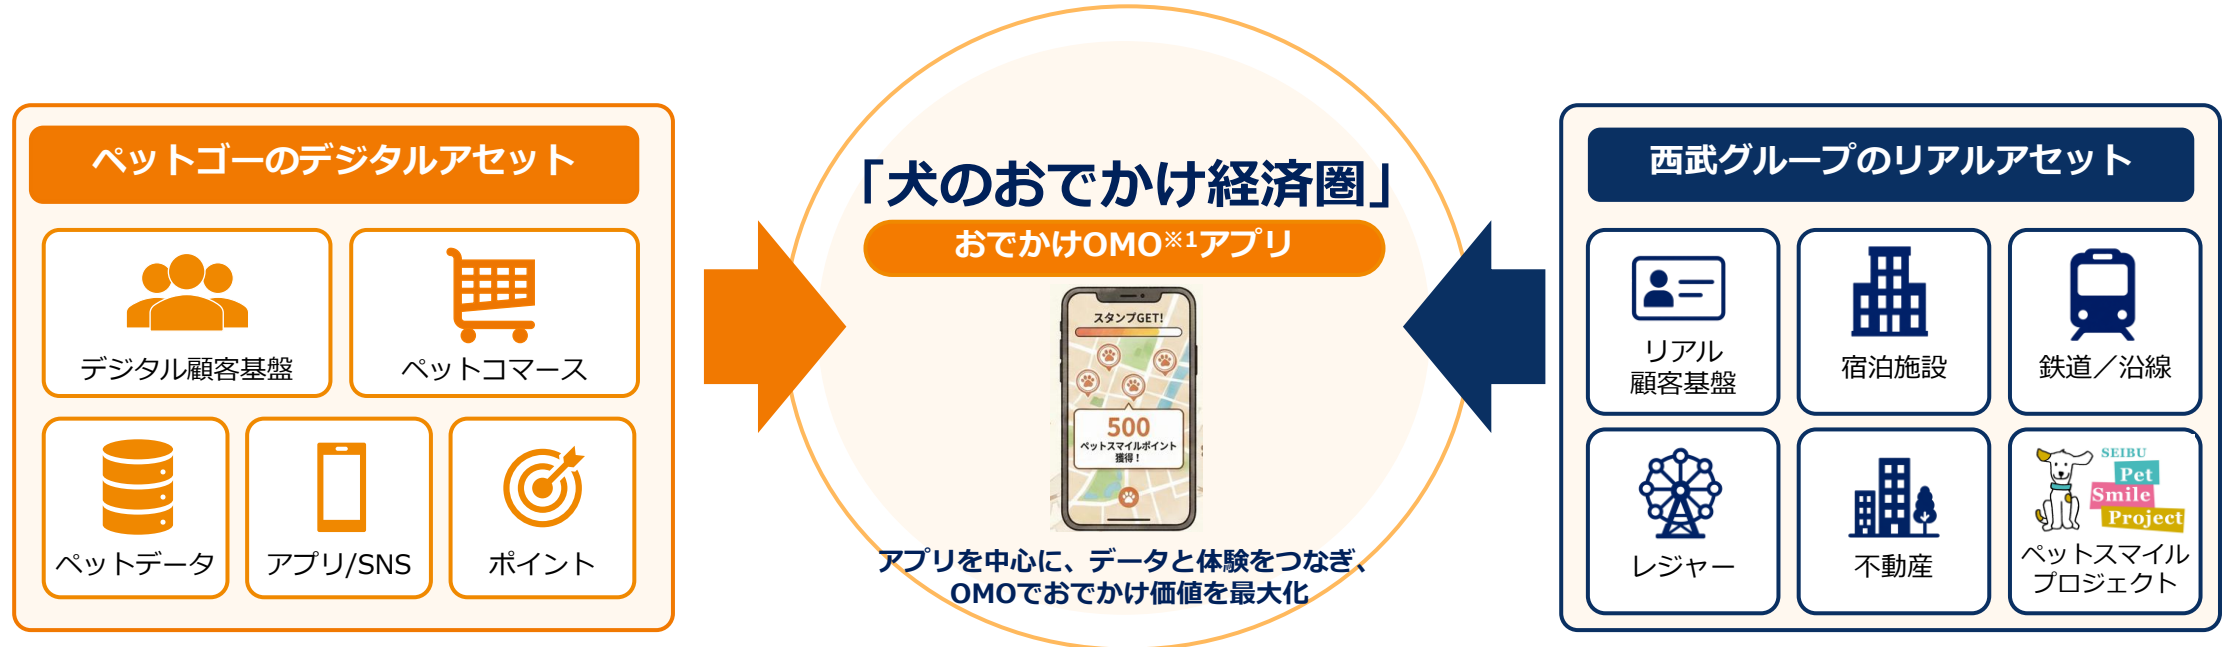 ペットゴーのデジタルアセット
デジタル顧客基盤
ペットコマース
ペットデータ
アプリ/SNS
ポイント
「犬のおでかけ経済圏」
おでかけOMO※1アプリ
スタンプGET!
500
ペットスマイルポイント
獲得！
アプリを中心に、データと体験をつなぎ、
OMOでおでかけ価値を最大化
西武グループのリアルアセット
リアル
顧客基盤
宿泊施設
鉄道／沿線
レジャー
不動産
SEIBU
Pet
Smile
Project
ペットスマイル
プロジェクト